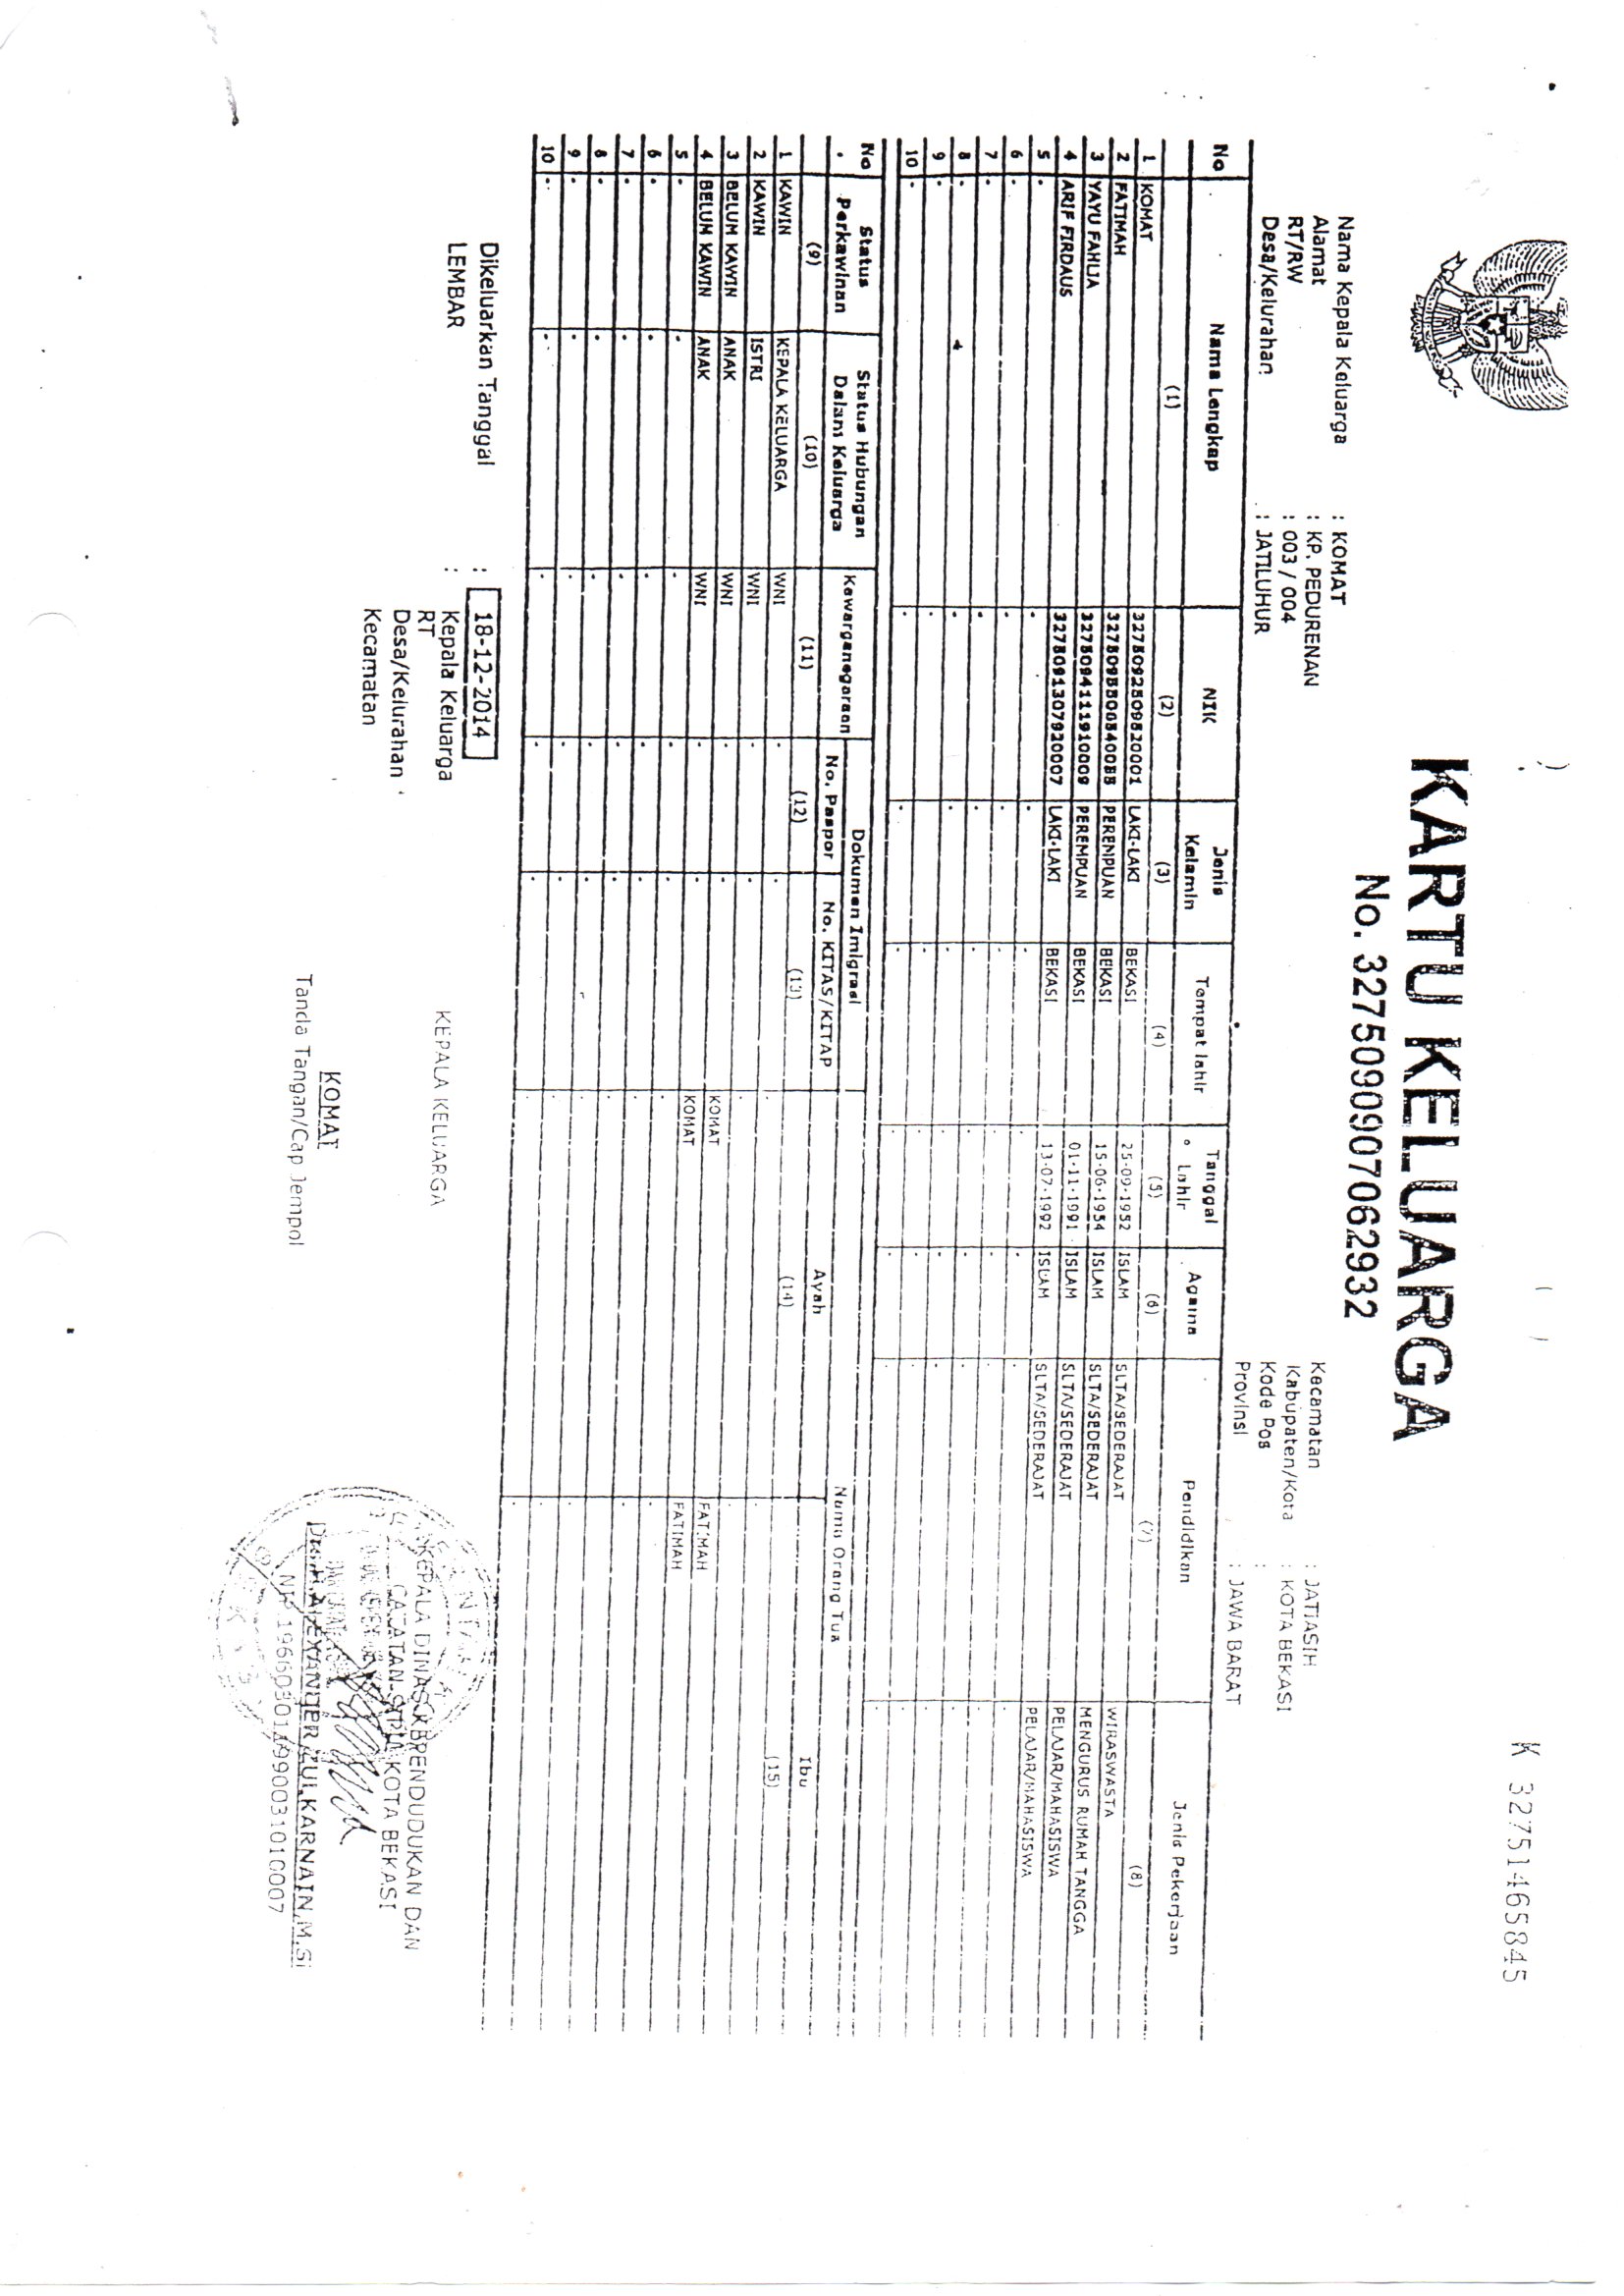 K 32751465845
KARTU KELUARGA
No. 3275090907062932
Nama Kepala Keluarga : KOMAT
Alamat : KP. PEDURENAN
RT/RW : 003 / 004
Desa/Kelurahan : JATILUHUR
Kecamatan : JATIASIH
Kabupaten/Kota : KOTA BEKASI
Kode Pos :
Provinsi : JAWA BARAT
No Nama Lengkap NIK Jenis Kelamin Tempat lahir Tanggal Lahir Agama Pendidikan Jenis Pekerjaan
(1) (2) (3) (4) (5) (6) (7) (8)
1 KOMAT 3275092509520001 LAKI-LAKI BEKASI 25-09-1952 ISLAM SLTA/SEDERAJAT WIRASWASTA
2 FATIMAH PEREMPUAN BEKASI 15-06-1954 ISLAM SLTA/SEDERAJAT MENGURUS RUMAH TANGGA
3 YAYU FAHLIA 3275094111910009 PEREMPUAN BEKASI 01-11-1991 ISLAM SLTA/SEDERAJAT PELAJAR/MAHASISWA
4 ARIF FIRDAUS 3275091307920007 LAKI-LAKI BEKASI 13-07-1992 ISLAM SLTA/SEDERAJAT PELAJAR/MAHASISWA
5 - - - - - - - -
6 - - - - - - - -
7 - - - - - - - -
8 - - - - - - - -
9 - - - - - - - -
10 - - - - - - - -
No. Status Perkawinan Status Hubungan Dalam Keluarga Kewarganegaraan Dokumen Imigrasi Nama Orang Tua
No. Paspor No. KITAS/KITAP Ayah Ibu
(9) (10) (11) (12) (13) (14) (15)
1 KAWIN KEPALA KELUARGA WNI - - - -
2 KAWIN ISTRI WNI - - - -
3 BELUM KAWIN ANAK WNI - - KOMAT FATIMAH
4 BELUM KAWIN ANAK WNI - - KOMAT FATIMAH
5 - - - - - - -
6 - - - - - - -
7 - - - - - - -
8 - - - - - - -
9 - - - - - - -
10 - - - - - - -
Dikeluarkan Tanggal : 18-12-2014
LEMBAR : Kepala Keluarga
RT
Desa/Kelurahan
Kecamatan
KEPALA KELUARGA
KOMAT
Tanda Tangan/Cap Jempol
KEPALA DINAS KEPENDUDUKAN DAN
CATATAN SIPIL KOTA BEKASI
Drs.H.ALEXANDER ZULKARNAIN,M.Si